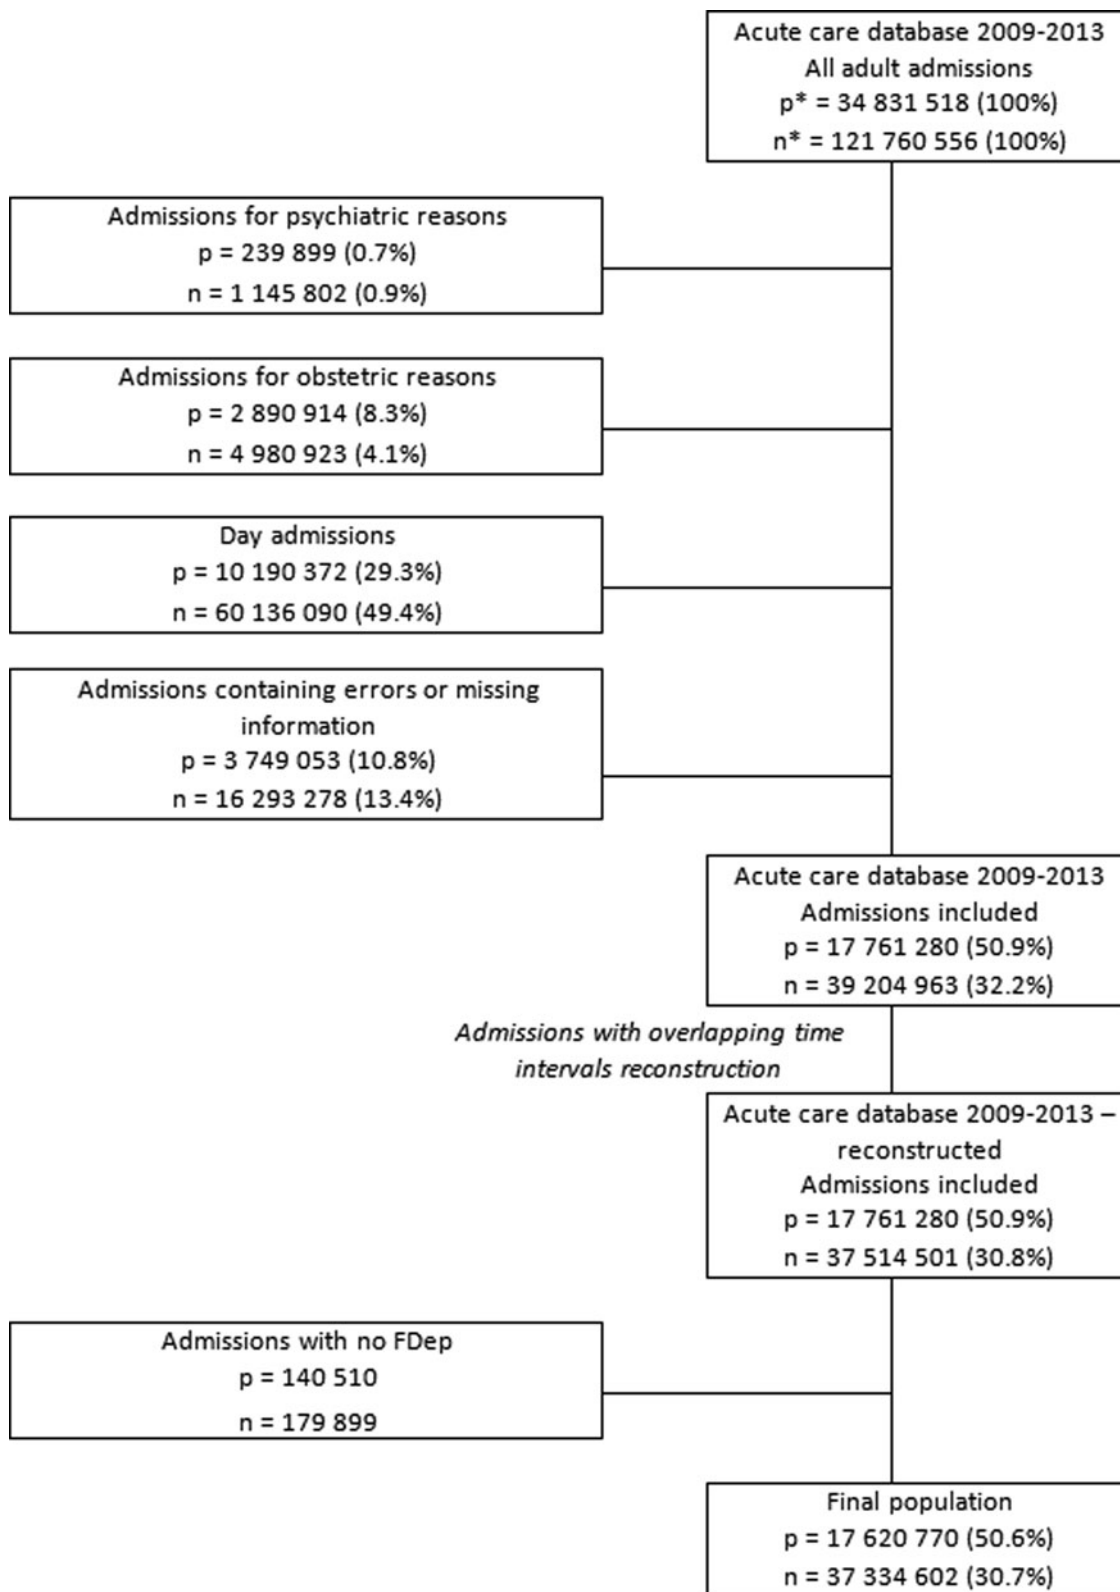 Acute care database 2009-2013
All adult admissions
p* = 34 831 518 (100%)
n* = 121 760 556 (100%)
Admissions for psychiatric reasons
p = 239 899 (0.7%)
n = 1 145 802 (0.9%)
Admissions for obstetric reasons
p = 2 890 914 (8.3%)
n = 4 980 923 (4.1%)
Day admissions
p = 10 190 372 (29.3%)
n = 60 136 090 (49.4%)
Admissions containing errors or missing
information
p = 3 749 053 (10.8%)
n = 16 293 278 (13.4%)
Acute care database 2009-2013
Admissions included
p = 17 761 280 (50.9%)
n = 39 204 963 (32.2%)
Admissions with overlapping time
intervals reconstruction
Acute care database 2009-2013 –
reconstructed
Admissions included
p = 17 761 280 (50.9%)
n = 37 514 501 (30.8%)
Admissions with no FDep
p = 140 510
n = 179 899
Final population
p = 17 620 770 (50.6%)
n = 37 334 602 (30.7%)